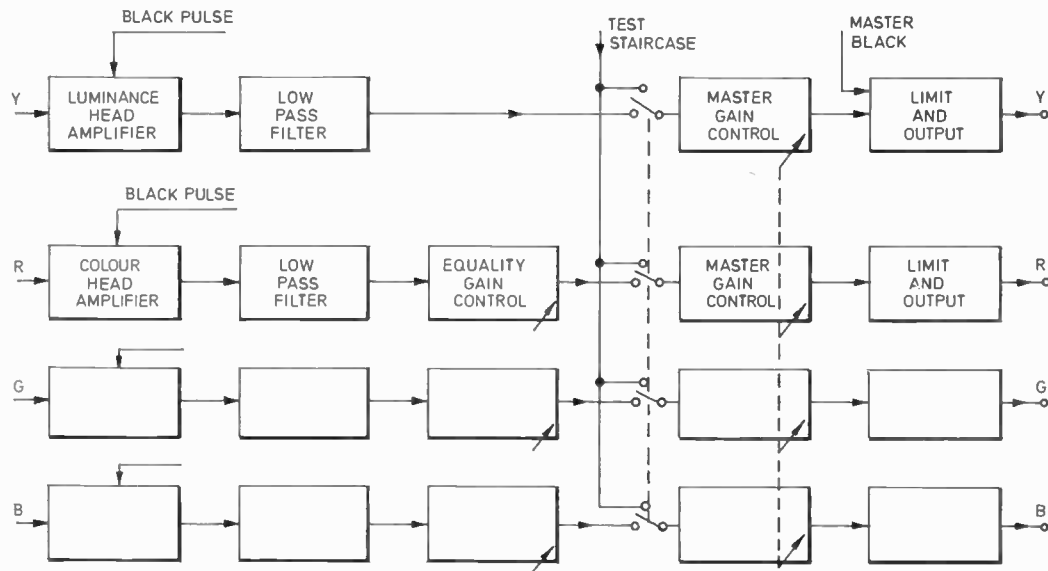 BLACK PULSE
TEST
STAIRCASE
MASTER
BLACK
Y
LUMINANCE
HEAD
AMPLIFIER
LOW
PASS
FILTER
MASTER
GAIN
CONTROL
LIMIT
AND
OUTPUT
Y
BLACK PULSE
R
COLOUR
HEAD
AMPLIFIER
LOW
PASS
FILTER
EQUALITY
GAIN
CONTROL
MASTER
GAIN
CONTROL
LIMIT
AND
OUTPUT
R
G
G
B
B